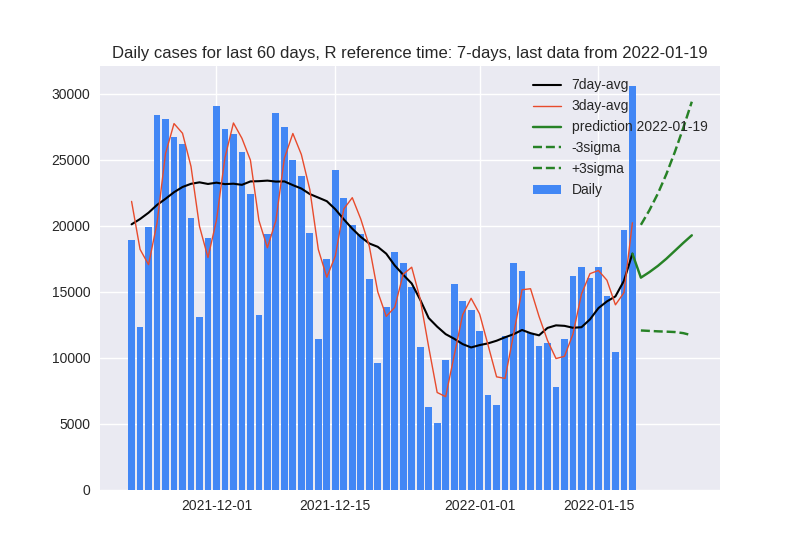 Daily cases for last 60 days, R reference time: 7-days, last data from 2022-01-19
30000
25000
20000
15000
10000
5000
0
7day-avg
3day-avg
prediction 2022-01-19
-3sigma
+3sigma
Daily
2021-12-01
2021-12-15
2022-01-01
2022-01-15